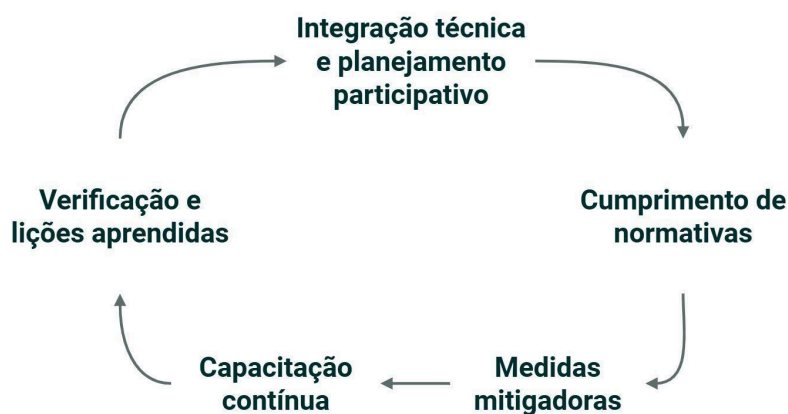 Integração técnica
e planejamento
participativo
Cumprimento de
normativas
Medidas
mitigadoras
Capacitação
contínua
Verificação e
lições aprendidas